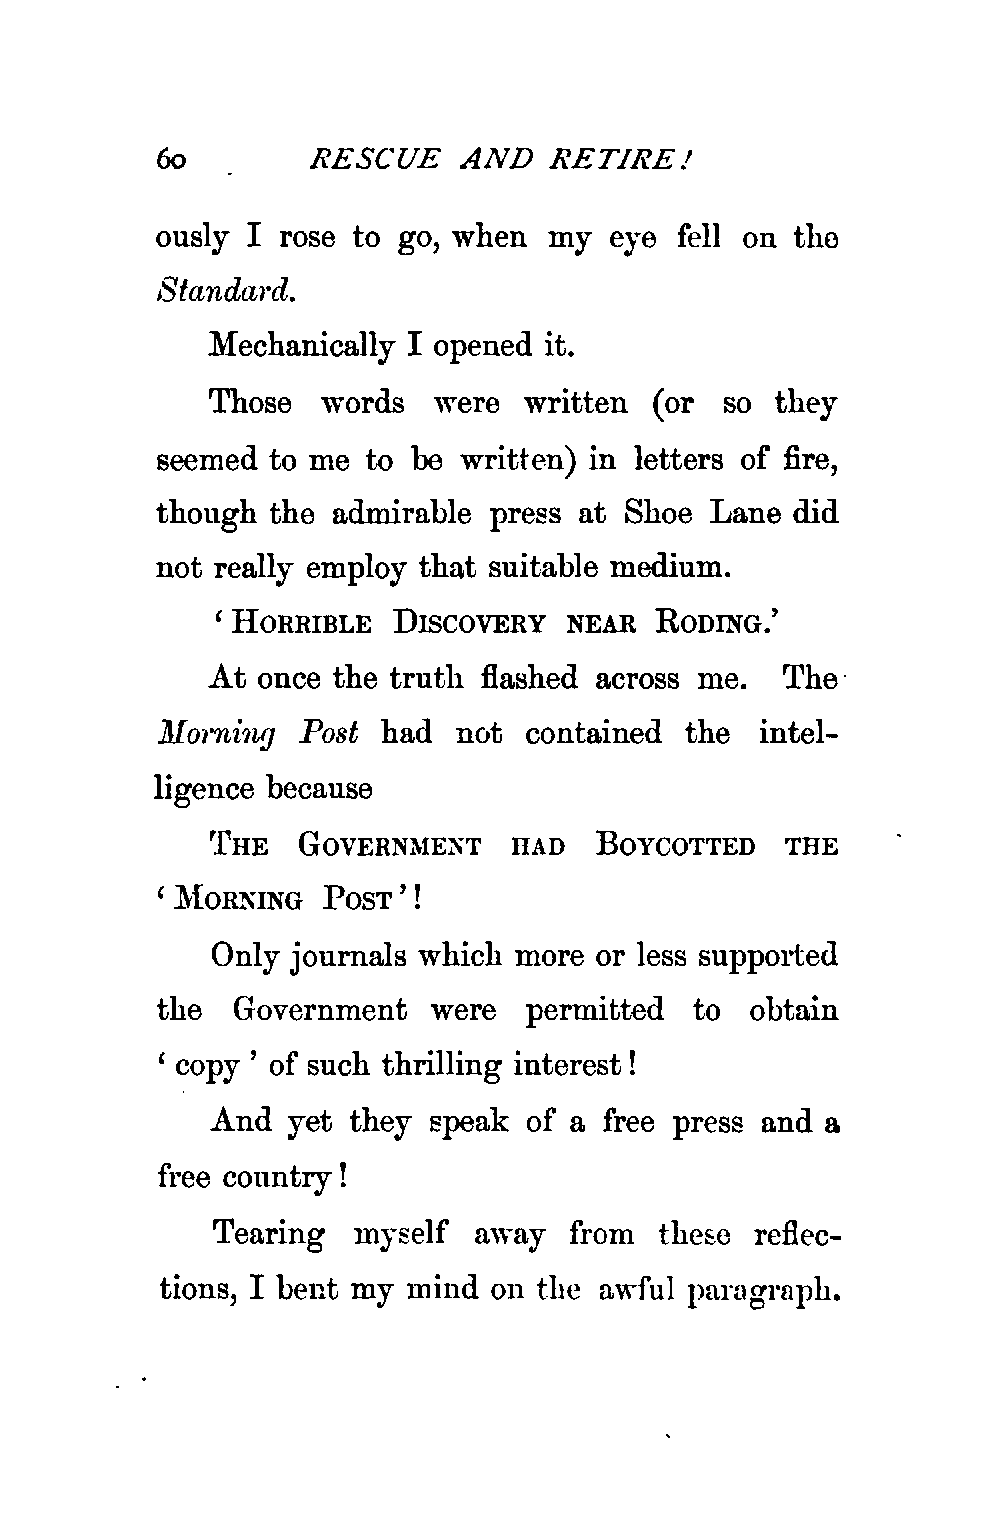 60 RESCUE AND RETIRE!
ously I rose to go, when my eye fell on the
Standard.
Mechanically I opened it.
Those words were written (or so they
seemed to me to be written) in letters of fire,
though the admirable press at Shoe Lane did
not really employ that suitable medium.
‘ HORRIBLE DISCOVERY NEAR RODING.’
At once the truth flashed across me. The
Morning Post had not contained the intel-
ligence because
THE GOVERNMENT HAD BOYCOTTED THE
‘ MORNING POST ’!
Only journals which more or less supported
the Government were permitted to obtain
‘ copy ’ of such thrilling interest!
And yet they speak of a free press and a
free country!
Tearing myself away from these reflec-
tions, I bent my mind on the awful paragraph.